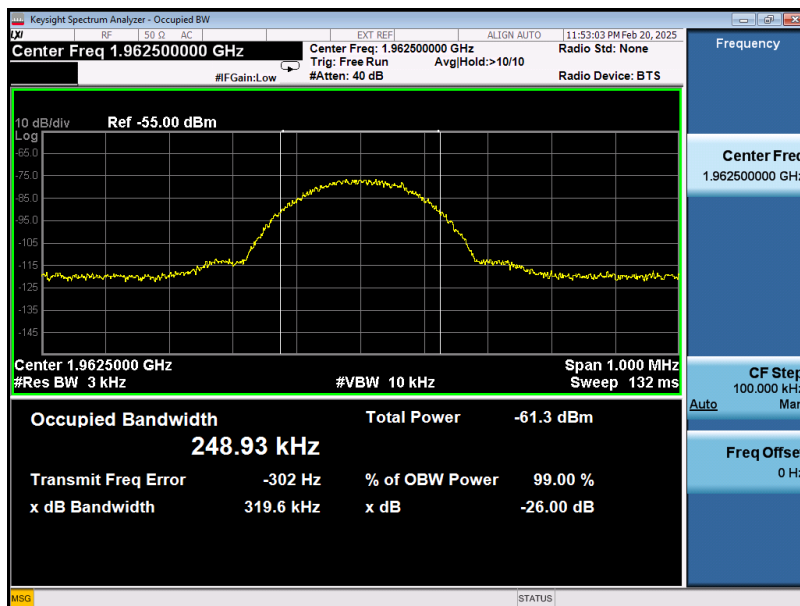 Keysight Spectrum Analyzer - Occupied BW
LXI RF 50 Ω AC EXT REF ALIGN AUTO 11:53:03 PM Feb 20, 2025
Center Freq 1.962500000 GHz
Center Freq: 1.962500000 GHz Radio Std: None
Trig: Free Run Avg|Hold:>10/10
#IFGain:Low #Atten: 40 dB Radio Device: BTS
10 dB/div Ref -55.00 dBm
Log
-65.0
-75.0
-85.0
-95.0
-105
-115
-125
-135
-145
Center 1.9625000 GHz Span 1.000 MHz
#Res BW 3 kHz #VBW 10 kHz Sweep 132 ms
Occupied Bandwidth Total Power -61.3 dBm
248.93 kHz
Transmit Freq Error -302 Hz % of OBW Power 99.00 %
x dB Bandwidth 319.6 kHz x dB -26.00 dB
MSG STATUS
Frequency
Center Freq
1.962500000 GHz
CF Step
100.000 kHz
Auto Man
Freq Offset
0 Hz